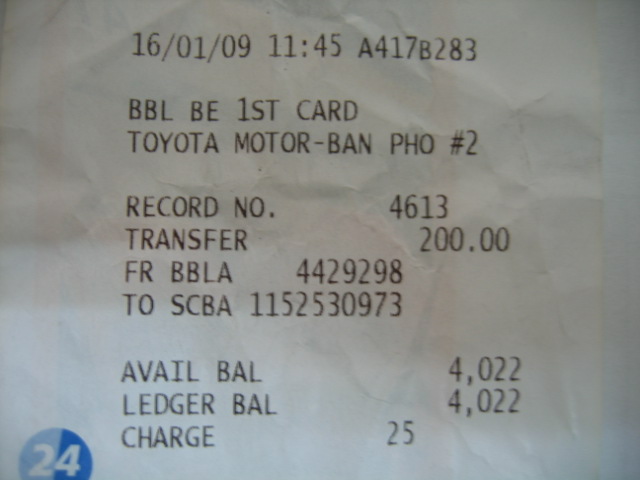 16/01/09 11:45 A417B283
BBL BE 1ST CARD
TOYOTA MOTOR-BAN PHO #2
RECORD NO. 4613
TRANSFER 200.00
FR BBLA 4429298
TO SCBA 1152530973
AVAIL BAL 4,022
LEDGER BAL 4,022
CHARGE 25
24